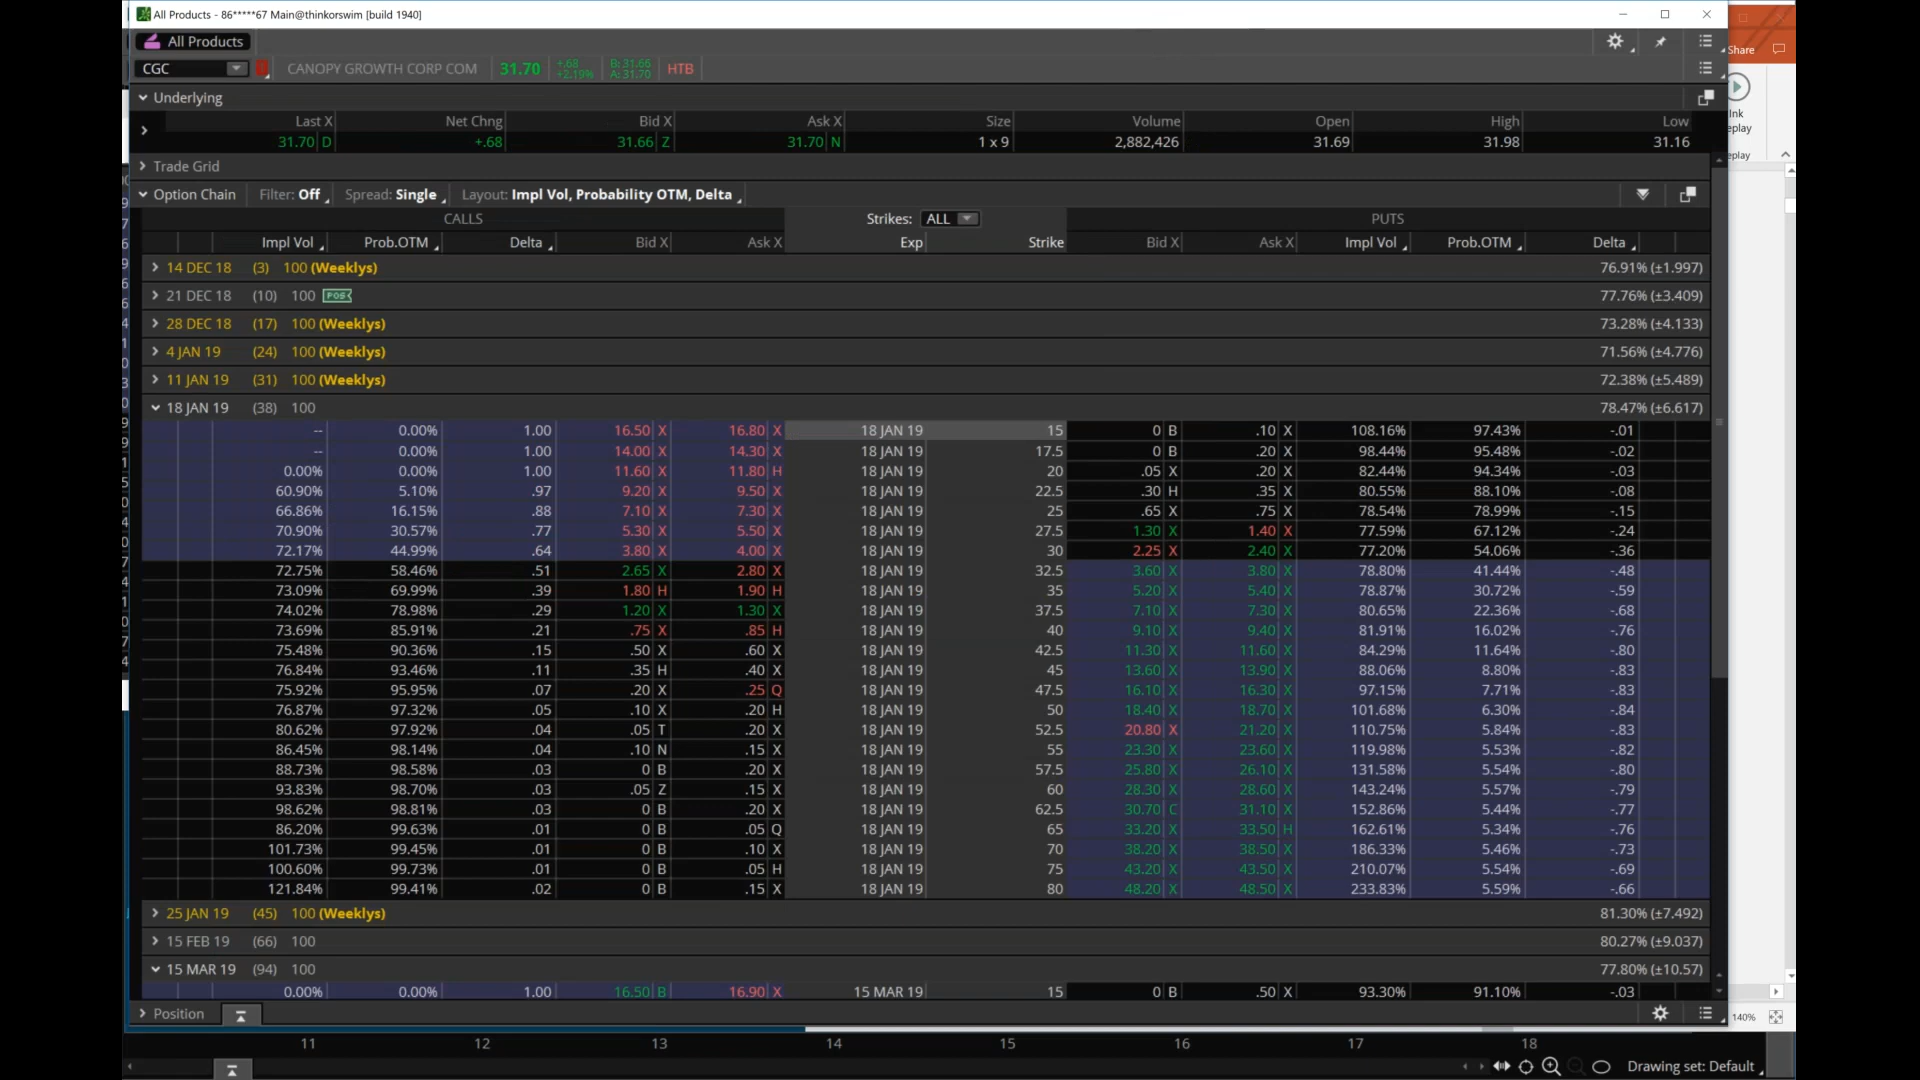 All Products - 86*****67 Main@thinkorswim [build 1940]
All Products
Share
CGC CANOPY GROWTH CORP COM 31.70 +.68 +2.19% B: 31.66 A: 31.70 HTB
Underlying
Last X Net Chng Bid X Ask X Size Volume Open High Low
31.70 D +.68 31.66 Z 31.70 N 1 x 9 2,882,426 31.69 31.98 31.16
Trade Grid
Option Chain Filter: Off Spread: Single Layout: Impl Vol, Probability OTM, Delta
CALLS Strikes: ALL PUTS
Impl Vol Prob.OTM Delta Bid X Ask X Exp Strike Bid X Ask X Impl Vol Prob.OTM Delta
14 DEC 18 (3) 100 (Weeklys) 76.91% (±1.997)
21 DEC 18 (10) 100 POS 77.76% (±3.409)
28 DEC 18 (17) 100 (Weeklys) 73.28% (±4.133)
4 JAN 19 (24) 100 (Weeklys) 71.56% (±4.776)
11 JAN 19 (31) 100 (Weeklys) 72.38% (±5.489)
18 JAN 19 (38) 100 78.47% (±6.617)
-- 0.00% 1.00 16.50 X 16.80 X 18 JAN 19 15 0 B .10 X 108.16% 97.43% -.01
-- 0.00% 1.00 14.00 X 14.30 X 18 JAN 19 17.5 0 B .20 X 98.44% 95.48% -.02
0.00% 0.00% 1.00 11.60 X 11.80 H 18 JAN 19 20 .05 X .20 X 82.44% 94.34% -.03
60.90% 5.10% .97 9.20 X 9.50 X 18 JAN 19 22.5 .30 H .35 X 80.55% 88.10% -.08
66.86% 16.15% .88 7.10 X 7.30 X 18 JAN 19 25 .65 X .75 X 78.54% 78.99% -.15
70.90% 30.57% .77 5.30 X 5.50 X 18 JAN 19 27.5 1.30 X 1.40 X 77.59% 67.12% -.24
72.17% 44.99% .64 3.80 X 4.00 X 18 JAN 19 30 2.25 X 2.40 X 77.20% 54.06% -.36
72.75% 58.46% .51 2.65 X 2.80 X 18 JAN 19 32.5 3.60 X 3.80 X 78.80% 41.44% -.48
73.09% 69.99% .39 1.80 H 1.90 H 18 JAN 19 35 5.20 X 5.40 X 78.87% 30.72% -.59
74.02% 78.98% .29 1.20 X 1.30 X 18 JAN 19 37.5 7.10 X 7.30 X 80.65% 22.36% -.68
73.69% 85.91% .21 .75 X .85 H 18 JAN 19 40 9.10 X 9.40 X 81.91% 16.02% -.76
75.48% 90.36% .15 .50 X .60 X 18 JAN 19 42.5 11.30 X 11.60 X 84.29% 11.64% -.80
76.84% 93.46% .11 .35 H .40 X 18 JAN 19 45 13.60 X 13.90 X 88.06% 8.80% -.83
75.92% 95.95% .07 .20 X .25 Q 18 JAN 19 47.5 16.10 X 16.30 X 97.15% 7.71% -.83
76.87% 97.32% .05 .10 X .20 H 18 JAN 19 50 18.40 X 18.70 X 101.68% 6.30% -.84
80.62% 97.92% .04 .05 T .20 X 18 JAN 19 52.5 20.80 X 21.20 X 110.75% 5.84% -.83
86.45% 98.14% .04 .10 N .15 X 18 JAN 19 55 23.30 X 23.60 X 119.98% 5.53% -.82
88.73% 98.58% .03 0 B .20 X 18 JAN 19 57.5 25.80 X 26.10 X 131.58% 5.54% -.80
93.83% 98.70% .03 .05 Z .15 X 18 JAN 19 60 28.30 X 28.60 X 143.24% 5.57% -.79
98.62% 98.81% .03 0 B .20 X 18 JAN 19 62.5 30.70 C 31.10 X 152.86% 5.44% -.77
86.20% 99.63% .01 0 B .05 Q 18 JAN 19 65 33.20 X 33.50 H 162.61% 5.34% -.76
101.73% 99.45% .01 0 B .10 X 18 JAN 19 70 38.20 X 38.50 X 186.33% 5.46% -.73
100.60% 99.73% .01 0 B .05 H 18 JAN 19 75 43.20 X 43.50 X 210.07% 5.54% -.69
121.84% 99.41% .02 0 B .15 X 18 JAN 19 80 48.20 X 48.50 X 233.83% 5.59% -.66
25 JAN 19 (45) 100 (Weeklys) 81.30% (±7.492)
15 FEB 19 (66) 100 80.27% (±9.037)
15 MAR 19 (94) 100 77.80% (±10.57)
0.00% 0.00% 1.00 16.50 B 16.90 X 15 MAR 19 15 0 B .50 X 93.30% 91.10% -.03
Position
140%
11 12 13 14 15 16 17 18
Drawing set: Default